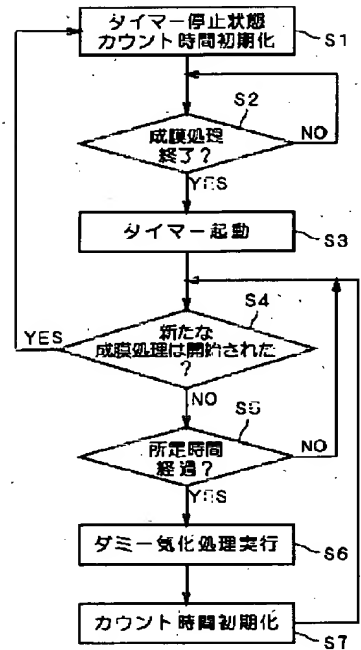 タイマー停止状態
カウント時間初期化
S1
S2
成膜処理
終了?
NO
YES
タイマー起動
S3
S4
YES
新たな
成膜処理は開始された
?
NO
S5
所定時間
経過?
NO
YES
ダミー気化処理実行
S6
カウント時間初期化
S7